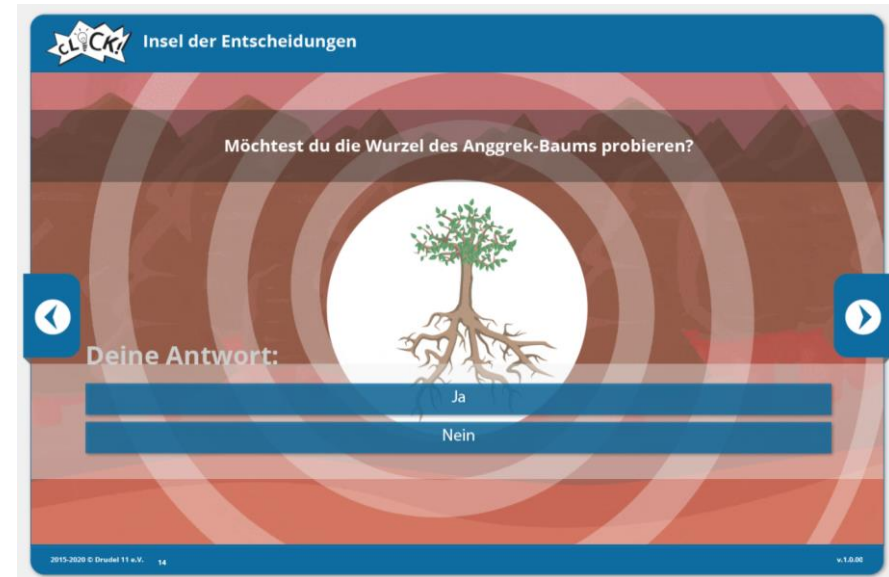 CLICK!
Insel der Entscheidungen
Möchtest du die Wurzel des Anggrek-Baums probieren?
Deine Antwort:
Ja
Nein
2015-2020 © Drudel 11 e.V. 14 v.1.0.00